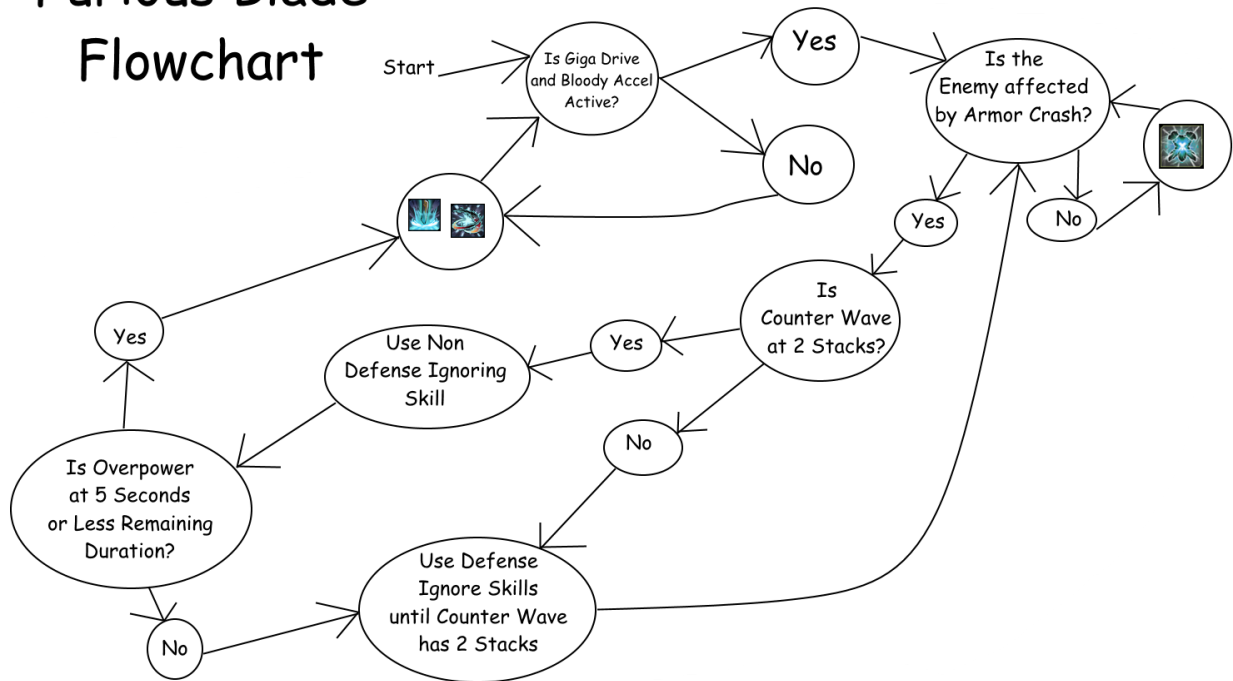 Furious Blade
Flowchart
Start
Is Giga Drive
and Bloody Accel
Active?
Yes
No
Is the
Enemy affected
by Armor Crash?
Yes
No
Is
Counter Wave
at 2 Stacks?
Yes
No
Use Non
Defense Ignoring
Skill
Yes
Is Overpower
at 5 Seconds
or Less Remaining
Duration?
No
Use Defense
Ignore Skills
until Counter Wave
has 2 Stacks